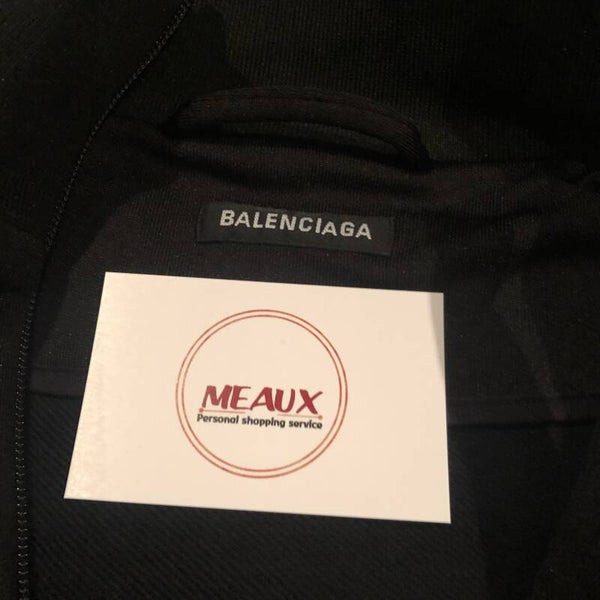 BALENCIAGA
MEAUX
Personal shopping service